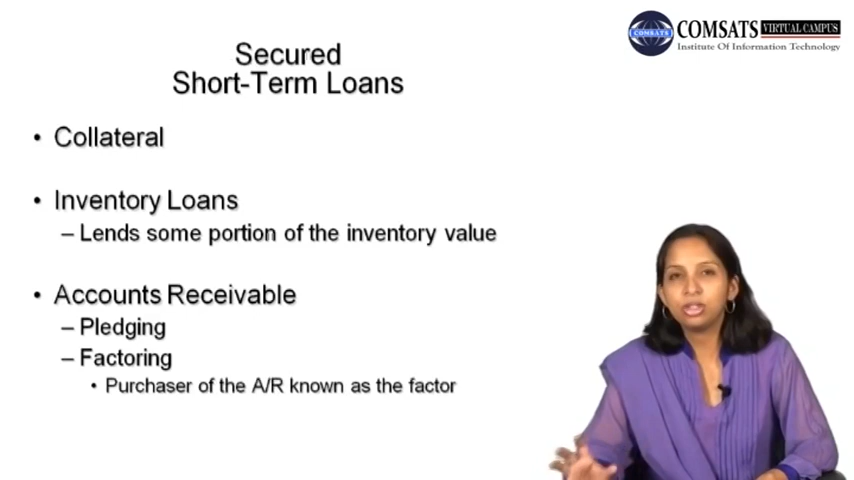 COMSATS VIRTUAL CAMPUS
COMSATS
Institute Of Information Technology
Secured
Short-Term Loans
• Collateral
• Inventory Loans
– Lends some portion of the inventory value
• Accounts Receivable
– Pledging
– Factoring
• Purchaser of the A/R known as the factor